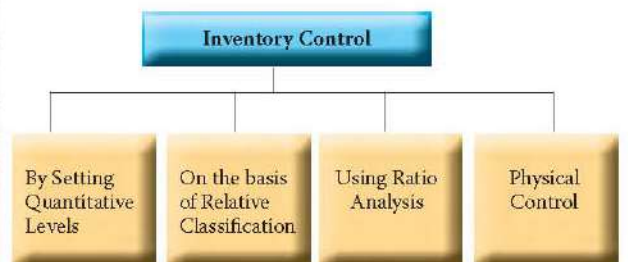 Inventory Control
By Setting
Quantitative
Levels
On the basis
of Relative
Classification
Using Ratio
Analysis
Physical
Control